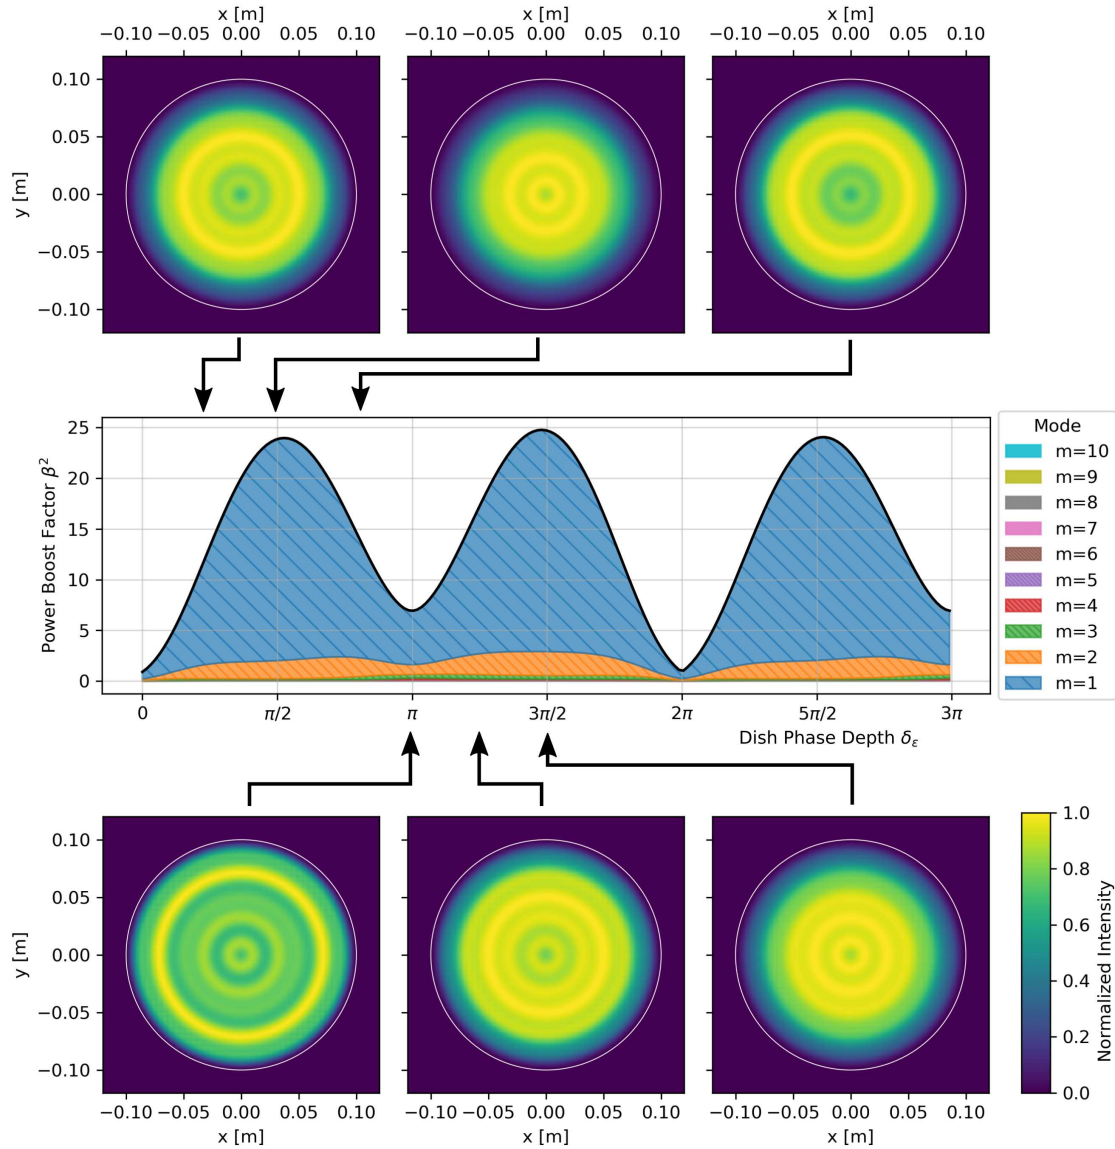 x [m] x [m] x [m]
−0.10 −0.05 0.00 0.05 0.10 −0.10 −0.05 0.00 0.05 0.10 −0.10 −0.05 0.00 0.05 0.10
0.10
0.05
0.00
−0.05
−0.10
y [m]
Power Boost Factor β²
25
20
15
10
5
0
0 π/2 π 3π/2 2π 5π/2 3π
Dish Phase Depth δ_ε
Mode
m=10
m=9
m=8
m=7
m=6
m=5
m=4
m=3
m=2
m=1
0.10
0.05
0.00
−0.05
−0.10
y [m]
−0.10 −0.05 0.00 0.05 0.10 −0.10 −0.05 0.00 0.05 0.10 −0.10 −0.05 0.00 0.05 0.10
x [m] x [m] x [m]
1.0
0.8
0.6
0.4
0.2
0.0
Normalized Intensity